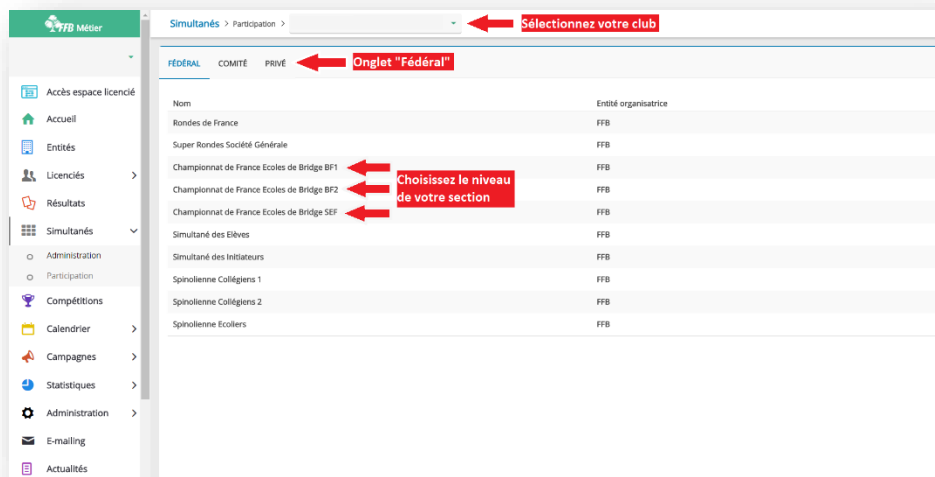 FFB Métier
Simultanés > Participation >
Sélectionnez votre club
FÉDÉRAL COMITÉ PRIVÉ
Onglet "Fédéral"
Accès espace licencié
Accueil
Entités
Licenciés
Résultats
Simultanés
Administration
Participation
Compétitions
Calendrier
Campagnes
Statistiques
Administration
E-mailing
Actualités
Nom Entité organisatrice
Rondes de France FFB
Super Rondes Société Générale FFB
Championnat de France Ecoles de Bridge BF1 FFB
Championnat de France Ecoles de Bridge BF2 FFB
Championnat de France Ecoles de Bridge SEF FFB
Choisissez le niveau
de votre section
Simultané des Elèves FFB
Simultané des Initiateurs FFB
Spinolienne Collégiens 1 FFB
Spinolienne Collégiens 2 FFB
Spinolienne Ecoliers FFB